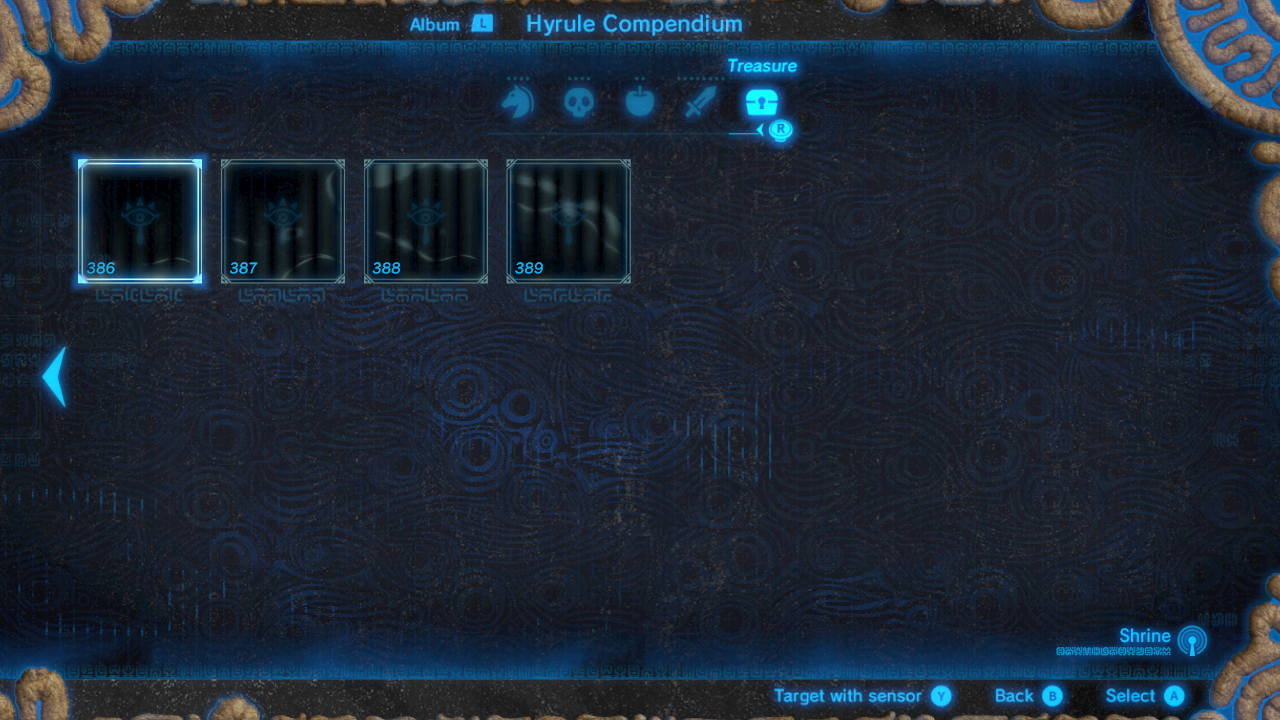 Album L Hyrule Compendium
Treasure
R
386 387 388 389
Shrine
Target with sensor Y Back B Select A